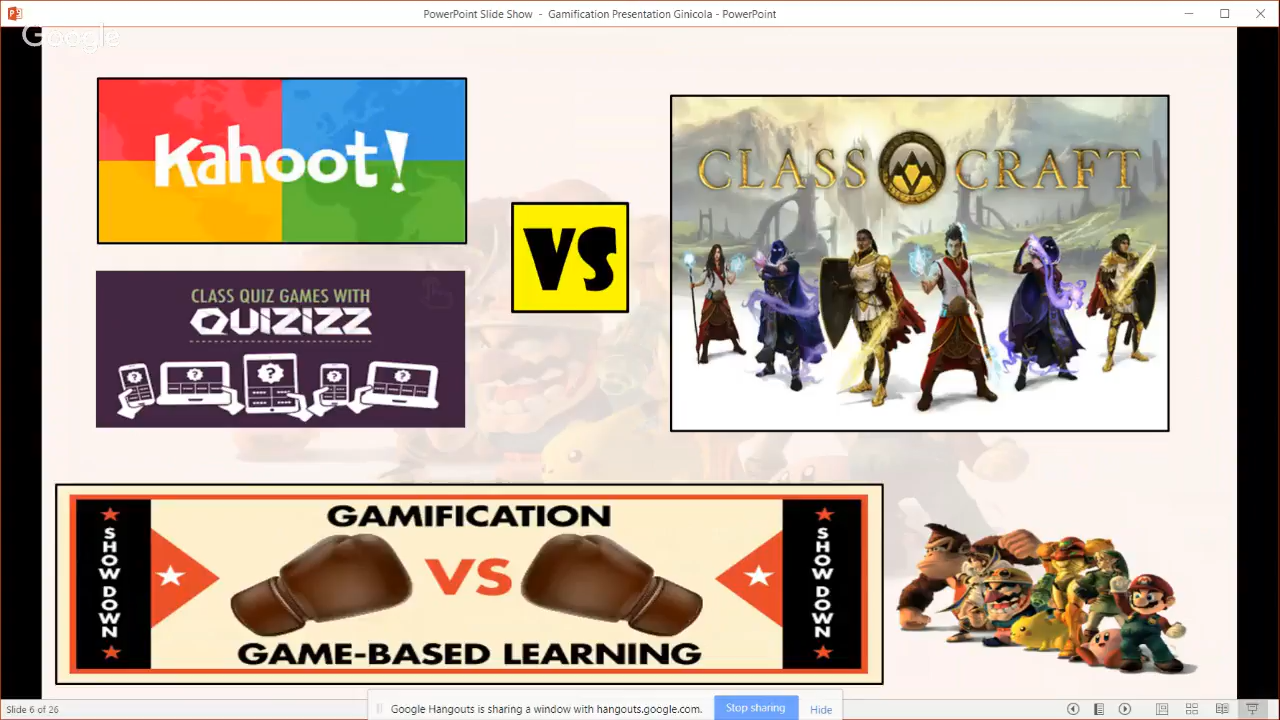 PowerPoint Slide Show - Gamification Presentation Ginicola - PowerPoint
Google
Kahoot!
CLASS CRAFT
VS
CLASS QUIZ GAMES WITH
QUIZIZZ
? ? ? ? ?
GAMIFICATION
SHOW DOWN
VS
SHOW DOWN
GAME-BASED LEARNING
Slide 6 of 26
Google Hangouts is sharing a window with hangouts.google.com.
Stop sharing
Hide